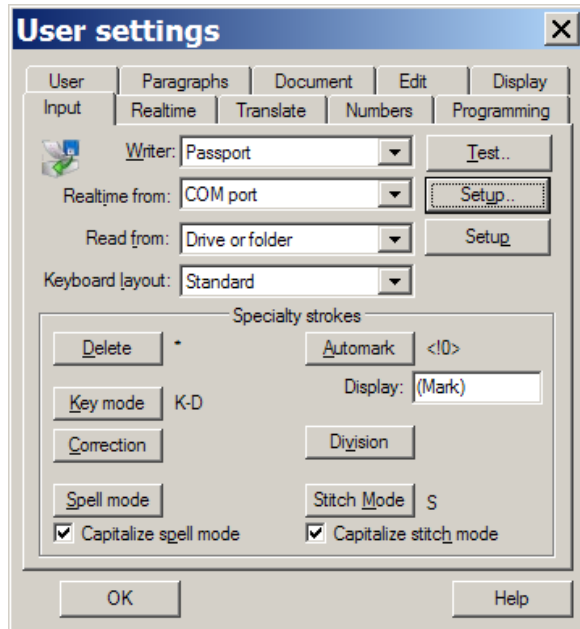 User settings
User Paragraphs Document Edit Display
Input Realtime Translate Numbers Programming
Writer: Passport Test..
Realtime from: COM port Setup..
Read from: Drive or folder Setup
Keyboard layout: Standard
Specialty strokes
Delete * Automark <!0>
Display: (Mark)
Key mode K-D
Correction Division
Spell mode Stitch Mode S
Capitalize spell mode Capitalize stitch mode
OK Help